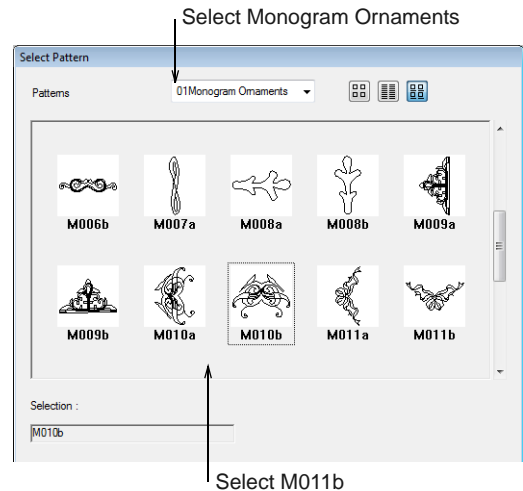 Select Monogram Ornaments
Select Pattern
Patterns
01Monogram Ornaments
M006b M007a M008a M008b M009a
M009b M010a M010b M011a M011b
Selection :
M010b
Select M011b